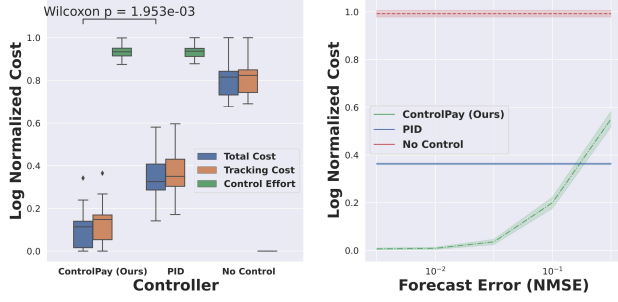 Wilcoxon p = 1.953e-03
Log Normalized Cost
1.0
0.8
0.6
0.4
0.2
0.0
Total Cost
Tracking Cost
Control Effort
ControlPay (Ours)
PID
No Control
Controller
Log Normalized Cost
1.0
0.8
0.6
0.4
0.2
0.0
ControlPay (Ours)
PID
No Control
10⁻²
10⁻¹
Forecast Error (NMSE)